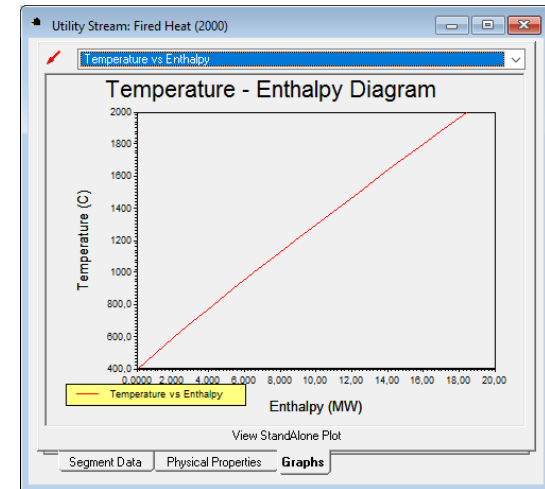 Utility Stream: Fired Heat (2000)
Temperature vs Enthalpy
Temperature - Enthalpy Diagram
Temperature (C)
2000
1800
1600
1400
1200
1000
800,0
600,0
400,0
0,0000 2,000 4,000 6,000 8,000 10,00 12,00 14,00 16,00 18,00 20,00
Temperature vs Enthalpy
Enthalpy (MW)
View StandAlone Plot
Segment Data Physical Properties Graphs